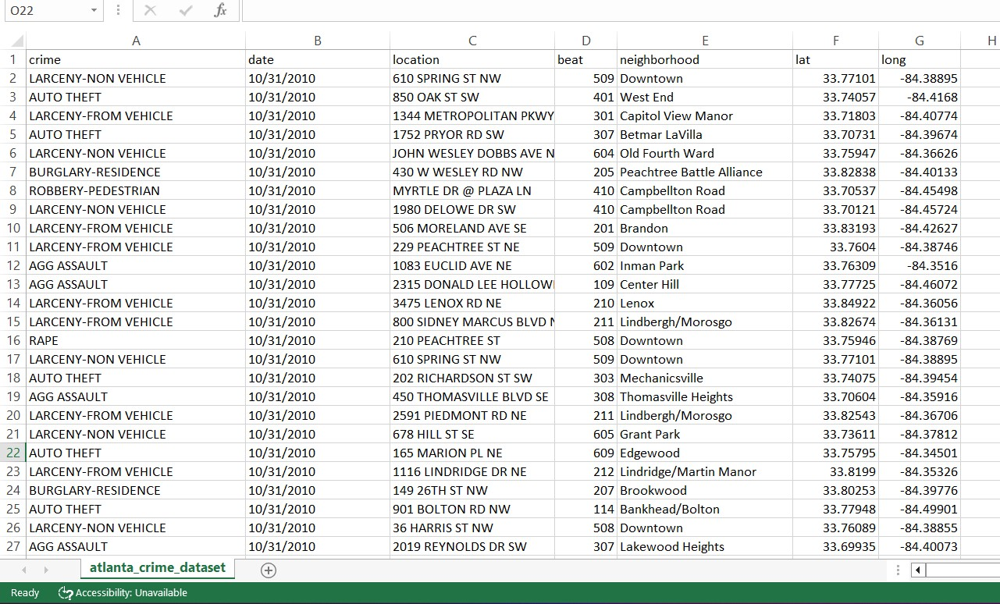 O22 fx
A B C D E F G H
1 crime date location beat neighborhood lat long
2 LARCENY-NON VEHICLE 10/31/2010 610 SPRING ST NW 509 Downtown 33.77101 -84.38895
3 AUTO THEFT 10/31/2010 850 OAK ST SW 401 West End 33.74057 -84.4168
4 LARCENY-FROM VEHICLE 10/31/2010 1344 METROPOLITAN PKWY 301 Capitol View Manor 33.71803 -84.40774
5 AUTO THEFT 10/31/2010 1752 PRYOR RD SW 307 Betmar LaVilla 33.70731 -84.39674
6 LARCENY-NON VEHICLE 10/31/2010 JOHN WESLEY DOBBS AVE N 604 Old Fourth Ward 33.75947 -84.36626
7 BURGLARY-RESIDENCE 10/31/2010 430 W WESLEY RD NW 205 Peachtree Battle Alliance 33.82838 -84.40133
8 ROBBERY-PEDESTRIAN 10/31/2010 MYRTLE DR @ PLAZA LN 410 Campbellton Road 33.70537 -84.45498
9 LARCENY-NON VEHICLE 10/31/2010 1980 DELOWE DR SW 410 Campbellton Road 33.70121 -84.45724
10 LARCENY-FROM VEHICLE 10/31/2010 506 MORELAND AVE SE 201 Brandon 33.83193 -84.42627
11 LARCENY-FROM VEHICLE 10/31/2010 229 PEACHTREE ST NE 509 Downtown 33.7604 -84.38746
12 AGG ASSAULT 10/31/2010 1083 EUCLID AVE NE 602 Inman Park 33.76309 -84.3516
13 AGG ASSAULT 10/31/2010 2315 DONALD LEE HOLLOW 109 Center Hill 33.77725 -84.46072
14 LARCENY-FROM VEHICLE 10/31/2010 3475 LENOX RD NE 210 Lenox 33.84922 -84.36056
15 LARCENY-FROM VEHICLE 10/31/2010 800 SIDNEY MARCUS BLVD N 211 Lindbergh/Morosgo 33.82674 -84.36131
16 RAPE 10/31/2010 210 PEACHTREE ST 508 Downtown 33.75946 -84.38769
17 LARCENY-NON VEHICLE 10/31/2010 610 SPRING ST NW 509 Downtown 33.77101 -84.38895
18 AUTO THEFT 10/31/2010 202 RICHARDSON ST SW 303 Mechanicsville 33.74075 -84.39454
19 AGG ASSAULT 10/31/2010 450 THOMASVILLE BLVD SE 308 Thomasville Heights 33.70604 -84.35916
20 LARCENY-FROM VEHICLE 10/31/2010 2591 PIEDMONT RD NE 211 Lindbergh/Morosgo 33.82543 -84.36706
21 LARCENY-NON VEHICLE 10/31/2010 678 HILL ST SE 605 Grant Park 33.73611 -84.37812
22 AUTO THEFT 10/31/2010 165 MARION PL NE 609 Edgewood 33.75795 -84.34501
23 LARCENY-FROM VEHICLE 10/31/2010 1116 LINDRIDGE DR NE 212 Lindridge/Martin Manor 33.8199 -84.35326
24 BURGLARY-RESIDENCE 10/31/2010 149 26TH ST NW 207 Brookwood 33.80253 -84.39776
25 AUTO THEFT 10/31/2010 901 BOLTON RD NW 114 Bankhead/Bolton 33.77948 -84.49901
26 LARCENY-NON VEHICLE 10/31/2010 36 HARRIS ST NW 508 Downtown 33.76089 -84.38855
27 AGG ASSAULT 10/31/2010 2019 REYNOLDS DR SW 307 Lakewood Heights 33.69935 -84.40073
atlanta_crime_dataset
Ready Accessibility: Unavailable